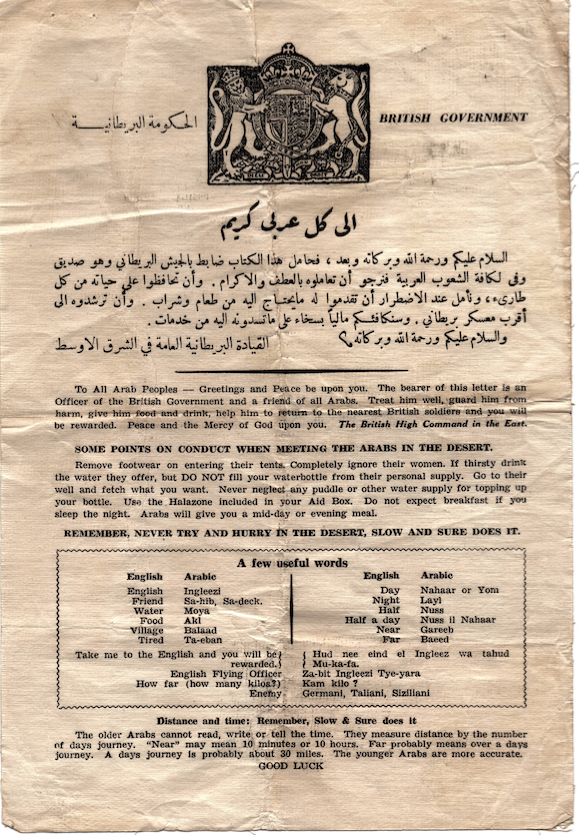 الحكومة البريطانية
BRITISH GOVERNMENT
الى كل عربى كريم
السلام عليكم ورحمة الله وبركاته وبعد ، فحامل هذا الكتاب ضابط بالجيش البريطاني وهو صديق
وفى لكافة الشعوب العربية فنرجو أن تعاملوه بالعطف والاكرام . وأن تحافظوا على حياته من كل
طارىء ، ونأمل عند الاضطرار أن تقدموا له مايحتاج اليه من طعام وشراب . وأن ترشدوه الى
أقرب معسكر بريطاني . وسنكافئكم مالياً بسخاء على ماتسدونه اليه من خدمات .
والسلام عليكم ورحمة الله وبركاته
القيادة البريطانية العامة في الشرق الاوسط
To All Arab Peoples — Greetings and Peace be upon you. The bearer of this letter is an
Officer of the British Government and a friend of all Arabs. Treat him well, guard him from
harm, give him food and drink, help him to return to the nearest British soldiers and you will
be rewarded. Peace and the Mercy of God upon you. The British High Command in the East.
SOME POINTS ON CONDUCT WHEN MEETING THE ARABS IN THE DESERT.
Remove footwear on entering their tents. Completely ignore their women. If thirsty drink
the water they offer, but DO NOT fill your waterbottle from their personal supply. Go to their
well and fetch what you want. Never neglect any puddle or other water supply for topping up
your bottle. Use the Halazone included in your Aid Box. Do not expect breakfast if you
sleep the night. Arabs will give you a mid-day or evening meal.
REMEMBER, NEVER TRY AND HURRY IN THE DESERT, SLOW AND SURE DOES IT.
A few useful words
English Arabic
English Ingleezi
Friend Sa-hib, Sa-deck.
Water Moya
Food Akl
Village Balaad
Tired Ta-eban
English Arabic
Day Nahaar or Yom
Night Layl
Half Nuss
Half a day Nuss il Nahaar
Near Gareeb
Far Baeed
Take me to the English and you will be rewarded. Hud nee eind el Ingleez wa tahud Mu-ka-fa.
English Flying Officer Za-bit Ingleezi Tye-yara
How far (how many kilos?) Kam kilo ?
Enemy Germani, Taliani, Siziliani
Distance and time: Remember, Slow & Sure does it
The older Arabs cannot read, write or tell the time. They measure distance by the number
of days journey. "Near" may mean 10 minutes or 10 hours. Far probably means over a days
journey. A days journey is probably about 30 miles. The younger Arabs are more accurate.
GOOD LUCK